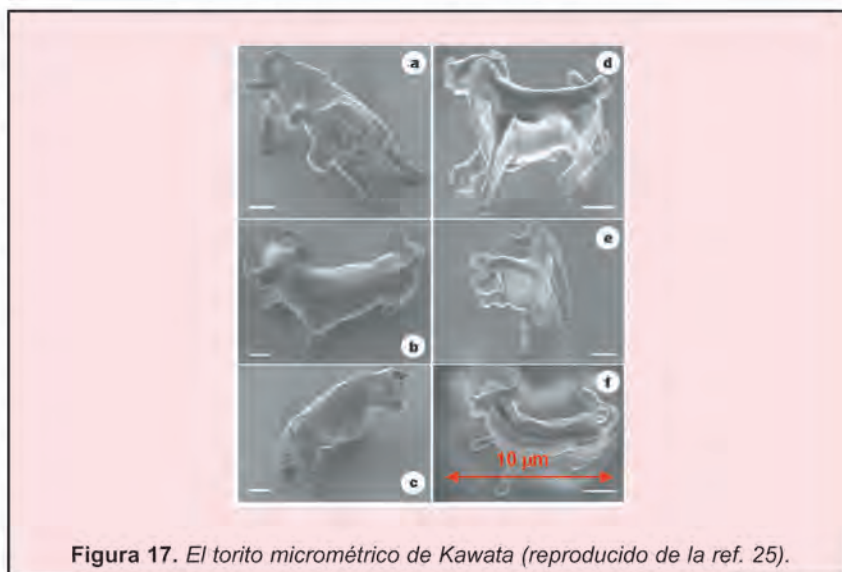 a
d
b
e
c
f
10 µm
Figura 17. El torito micrométrico de Kawata (reproducido de la ref. 25).